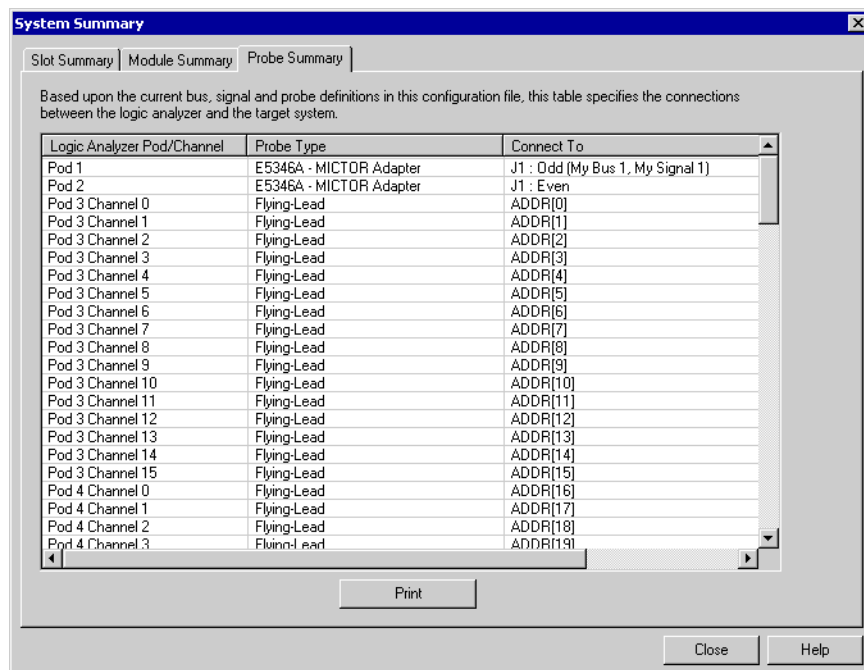 System Summary
Slot Summary Module Summary Probe Summary
Based upon the current bus, signal and probe definitions in this configuration file, this table specifies the connections
between the logic analyzer and the target system.
Logic Analyzer Pod/Channel Probe Type Connect To
Pod 1 E5346A - MICTOR Adapter J1 : Odd (My Bus 1, My Signal 1)
Pod 2 E5346A - MICTOR Adapter J1 : Even
Pod 3 Channel 0 Flying-Lead ADDR[0]
Pod 3 Channel 1 Flying-Lead ADDR[1]
Pod 3 Channel 2 Flying-Lead ADDR[2]
Pod 3 Channel 3 Flying-Lead ADDR[3]
Pod 3 Channel 4 Flying-Lead ADDR[4]
Pod 3 Channel 5 Flying-Lead ADDR[5]
Pod 3 Channel 6 Flying-Lead ADDR[6]
Pod 3 Channel 7 Flying-Lead ADDR[7]
Pod 3 Channel 8 Flying-Lead ADDR[8]
Pod 3 Channel 9 Flying-Lead ADDR[9]
Pod 3 Channel 10 Flying-Lead ADDR[10]
Pod 3 Channel 11 Flying-Lead ADDR[11]
Pod 3 Channel 12 Flying-Lead ADDR[12]
Pod 3 Channel 13 Flying-Lead ADDR[13]
Pod 3 Channel 14 Flying-Lead ADDR[14]
Pod 3 Channel 15 Flying-Lead ADDR[15]
Pod 4 Channel 0 Flying-Lead ADDR[16]
Pod 4 Channel 1 Flying-Lead ADDR[17]
Pod 4 Channel 2 Flying-Lead ADDR[18]
Pod 4 Channel 3 Flying-Lead ADDR[19]
Print
Close Help